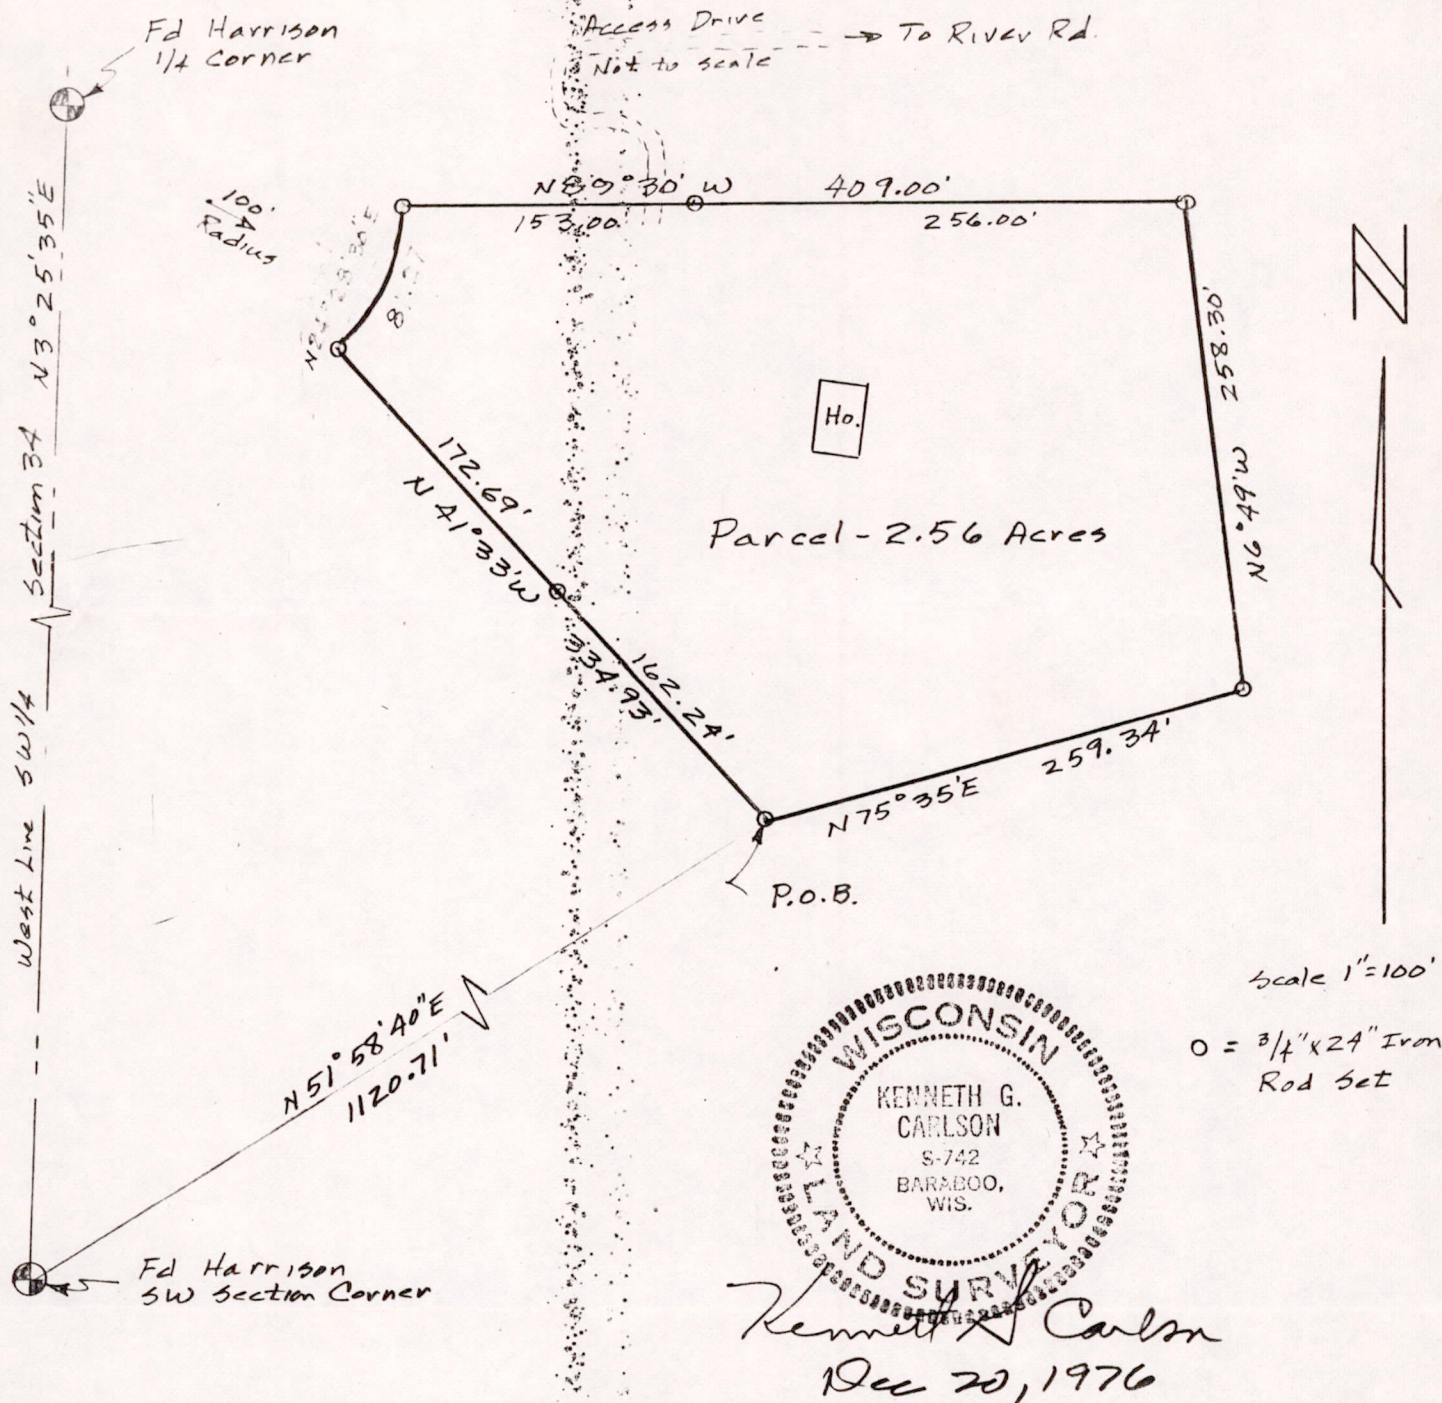 Fd Harrison
1/4 Corner
Access Drive
→ To River Rd.
Not to scale
N 89°30' W 409.00'
153.00 256.00'
100'
Radius
N3°25'35"E
Section 34
West Line SW 1/4
258.30'
N6°49'W
Ho.
172.69'
N 41°33'W
Parcel - 2.56 Acres
162.24'
334.93'
259.34'
N75°35'E
P.O.B.
N
N 51°58'40"E
1120.71'
Scale 1"=100'
O = 3/4"x24" Iron
Rod Set
Fd Harrison
SW Section Corner
WISCONSIN
KENNETH G.
CARLSON
S-742
BARABOO,
WIS.
LAND SURVEYOR
Kenneth G Carlson
Dec 20, 1976